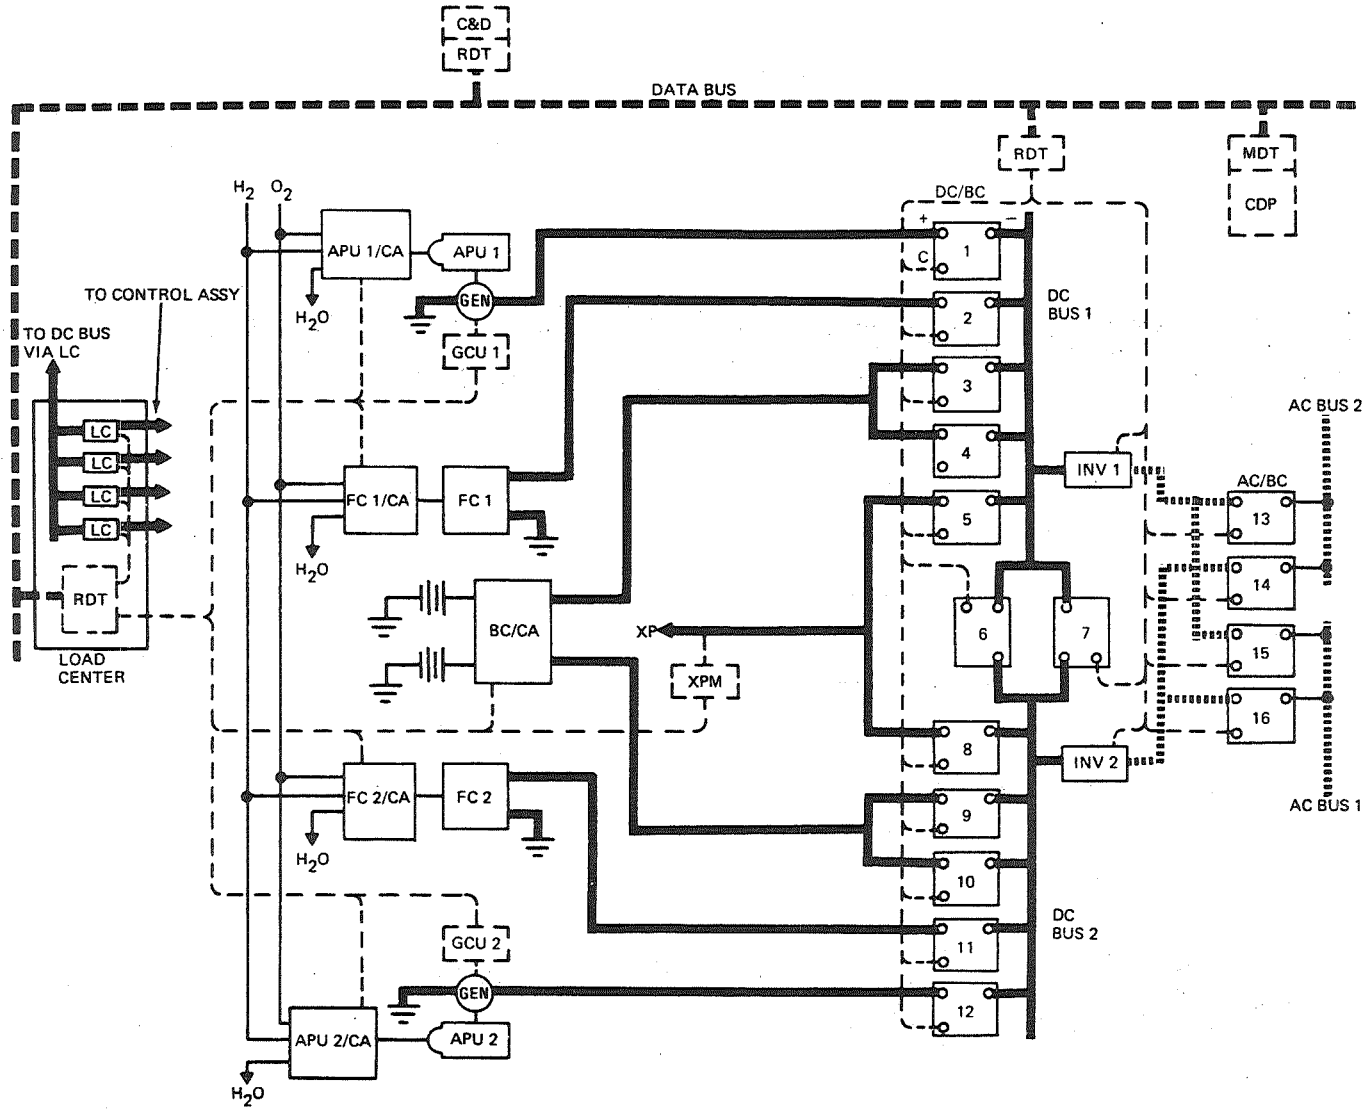 C&D
RDT
DATA BUS
RDT
MDT
CDP
H2
O2
DC/BC
+
−
APU 1/CA
APU 1
1
C
TO CONTROL ASSY
H2O
GEN
DC
BUS 1
2
TO DC BUS
VIA LC
GCU 1
3
AC BUS 2
LC
4
LC
INV 1
AC/BC
LC
FC 1/CA
FC 1
5
13
LC
H2O
14
RDT
BC/CA
XP
6
7
15
LOAD
CENTER
XPM
16
8
INV 2
FC 2/CA
FC 2
9
AC BUS 1
H2O
10
DC
BUS 2
GCU 2
11
GEN
12
APU 2/CA
APU 2
H2O